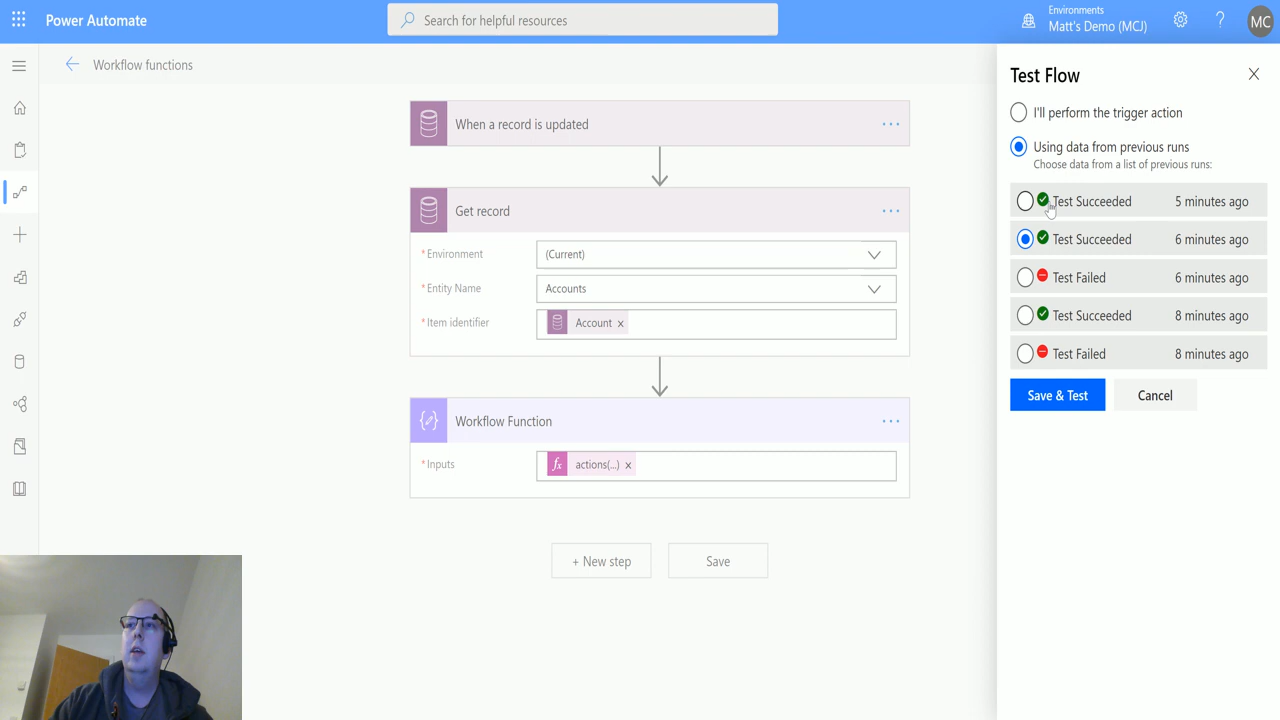 Power Automate
Search for helpful resources
Environments
Matt's Demo (MCJ)
?
MC
Workflow functions
When a record is updated
...
Get record
...
*Environment
(Current)
*Entity Name
Accounts
*Item identifier
Account x
Workflow Function
...
*Inputs
fx actions(...) x
+ New step
Save
Test Flow
I'll perform the trigger action
Using data from previous runs
Choose data from a list of previous runs:
Test Succeeded 5 minutes ago
Test Succeeded 6 minutes ago
Test Failed 6 minutes ago
Test Succeeded 8 minutes ago
Test Failed 8 minutes ago
Save & Test
Cancel